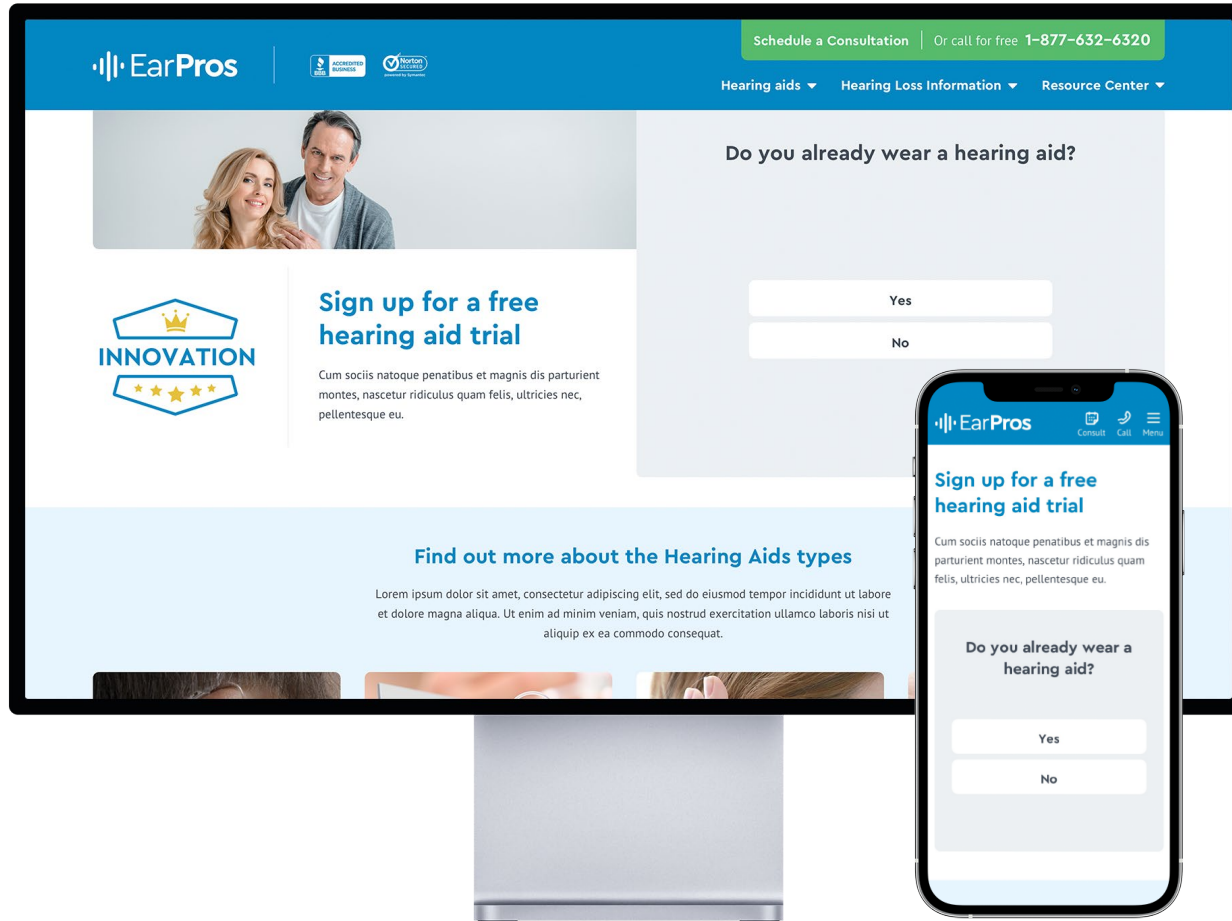 Schedule a Consultation Or call for free 1-877-632-6320
EarPros
BBB ACCREDITED BUSINESS
Norton SECURED
powered by Symantec
Hearing aids Hearing Loss Information Resource Center
Do you already wear a hearing aid?
Yes
No
INNOVATION
Sign up for a free
hearing aid trial
Cum sociis natoque penatibus et magnis dis parturient
montes, nascetur ridiculus quam felis, ultricies nec,
pellentesque eu.
Find out more about the Hearing Aids types
Lorem ipsum dolor sit amet, consectetur adipiscing elit, sed do eiusmod tempor incididunt ut labore
et dolore magna aliqua. Ut enim ad minim veniam, quis nostrud exercitation ullamco laboris nisi ut
aliquip ex ea commodo consequat.
EarPros
Consult Call Menu
Sign up for a free
hearing aid trial
Cum sociis natoque penatibus et magnis dis
parturient montes, nascetur ridiculus quam
felis, ultricies nec, pellentesque eu.
Do you already wear a
hearing aid?
Yes
No